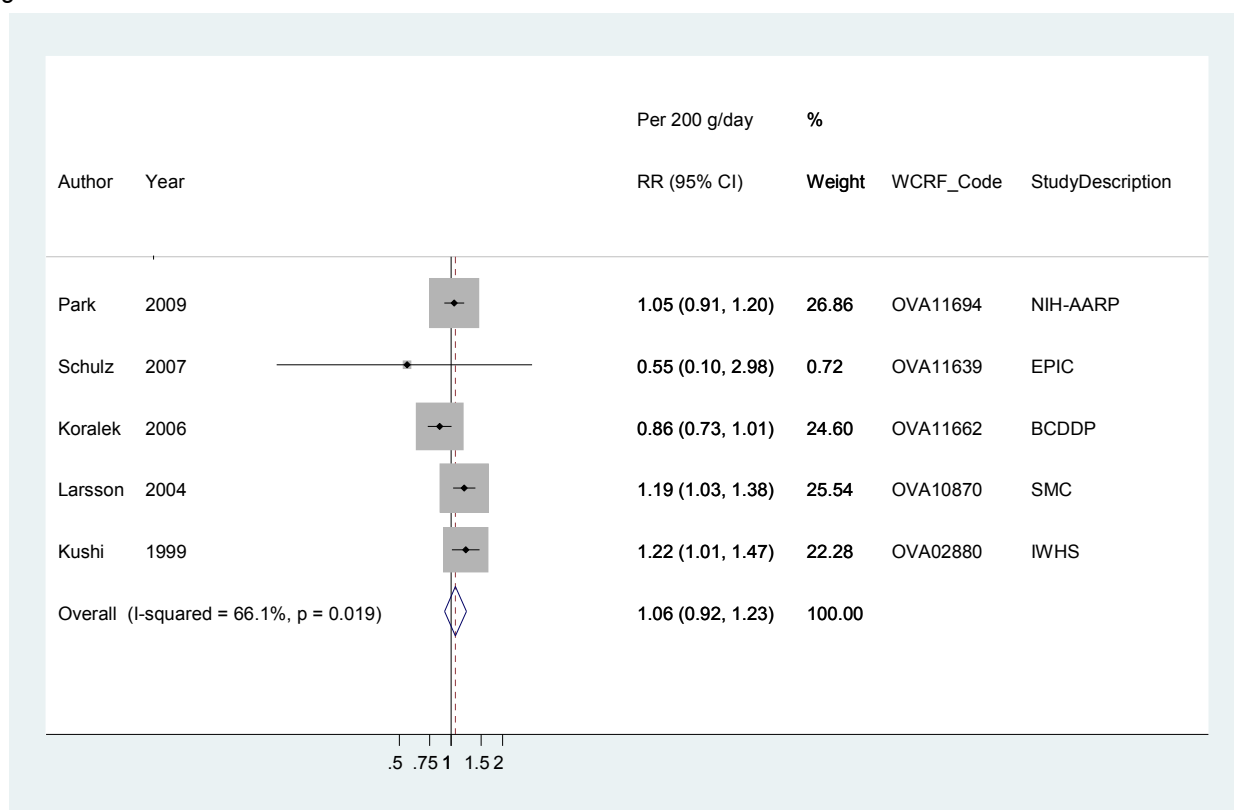 g
Per 200 g/day %
Author Year RR (95% CI) Weight WCRF_Code StudyDescription
Park 2009 1.05 (0.91, 1.20) 26.86 OVA11694 NIH-AARP
Schulz 2007 0.55 (0.10, 2.98) 0.72 OVA11639 EPIC
Koralek 2006 0.86 (0.73, 1.01) 24.60 OVA11662 BCDDP
Larsson 2004 1.19 (1.03, 1.38) 25.54 OVA10870 SMC
Kushi 1999 1.22 (1.01, 1.47) 22.28 OVA02880 IWHS
Overall (I-squared = 66.1%, p = 0.019) 1.06 (0.92, 1.23) 100.00
.5 .75 1 1.5 2